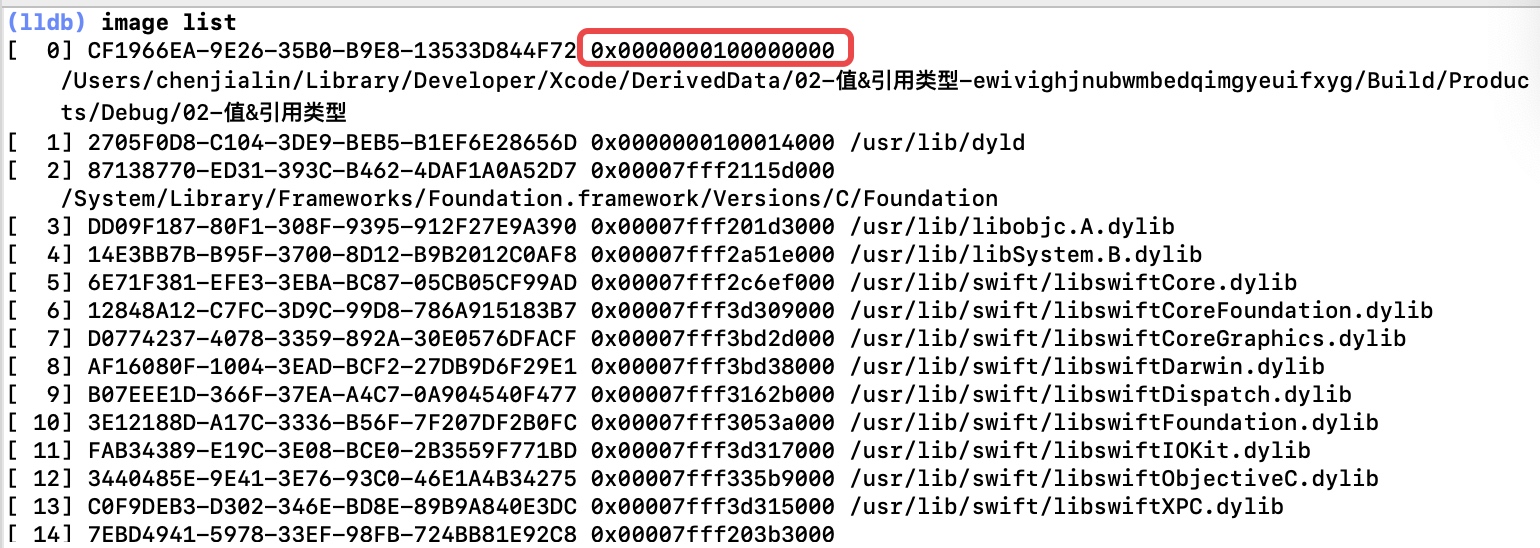 (lldb) image list
[  0] CF1966EA-9E26-35B0-B9E8-13533D844F72 0x0000000100000000
/Users/chenjialin/Library/Developer/Xcode/DerivedData/02-值&引用类型-ewivighjnubwmbedqimgyeuifxyg/Build/Produc
ts/Debug/02-值&引用类型
[  1] 2705F0D8-C104-3DE9-BEB5-B1EF6E28656D 0x0000000100014000 /usr/lib/dyld
[  2] 87138770-ED31-393C-B462-4DAF1A0A52D7 0x00007fff2115d000
/System/Library/Frameworks/Foundation.framework/Versions/C/Foundation
[  3] DD09F187-80F1-308F-9395-912F27E9A390 0x00007fff201d3000 /usr/lib/libobjc.A.dylib
[  4] 14E3BB7B-B95F-3700-8D12-B9B2012C0AF8 0x00007fff2a51e000 /usr/lib/libSystem.B.dylib
[  5] 6E71F381-EFE3-3EBA-BC87-05CB05CF99AD 0x00007fff2c6ef000 /usr/lib/swift/libswiftCore.dylib
[  6] 12848A12-C7FC-3D9C-99D8-786A915183B7 0x00007fff3d309000 /usr/lib/swift/libswiftCoreFoundation.dylib
[  7] D0774237-4078-3359-892A-30E0576DFACF 0x00007fff3bd2d000 /usr/lib/swift/libswiftCoreGraphics.dylib
[  8] AF16080F-1004-3EAD-BCF2-27DB9D6F29E1 0x00007fff3bd38000 /usr/lib/swift/libswiftDarwin.dylib
[  9] B07EEE1D-366F-37EA-A4C7-0A904540F477 0x00007fff3162b000 /usr/lib/swift/libswiftDispatch.dylib
[ 10] 3E12188D-A17C-3336-B56F-7F207DF2B0FC 0x00007fff3053a000 /usr/lib/swift/libswiftFoundation.dylib
[ 11] FAB34389-E19C-3E08-BCE0-2B3559F771BD 0x00007fff3d317000 /usr/lib/swift/libswiftIOKit.dylib
[ 12] 3440485E-9E41-3E76-93C0-46E1A4B34275 0x00007fff335b9000 /usr/lib/swift/libswiftObjectiveC.dylib
[ 13] C0F9DEB3-D302-346E-BD8E-89B9A840E3DC 0x00007fff3d315000 /usr/lib/swift/libswiftXPC.dylib
[ 14] 7EBD4941-5978-33EF-98FB-724BB81E92C8 0x00007fff203b3000